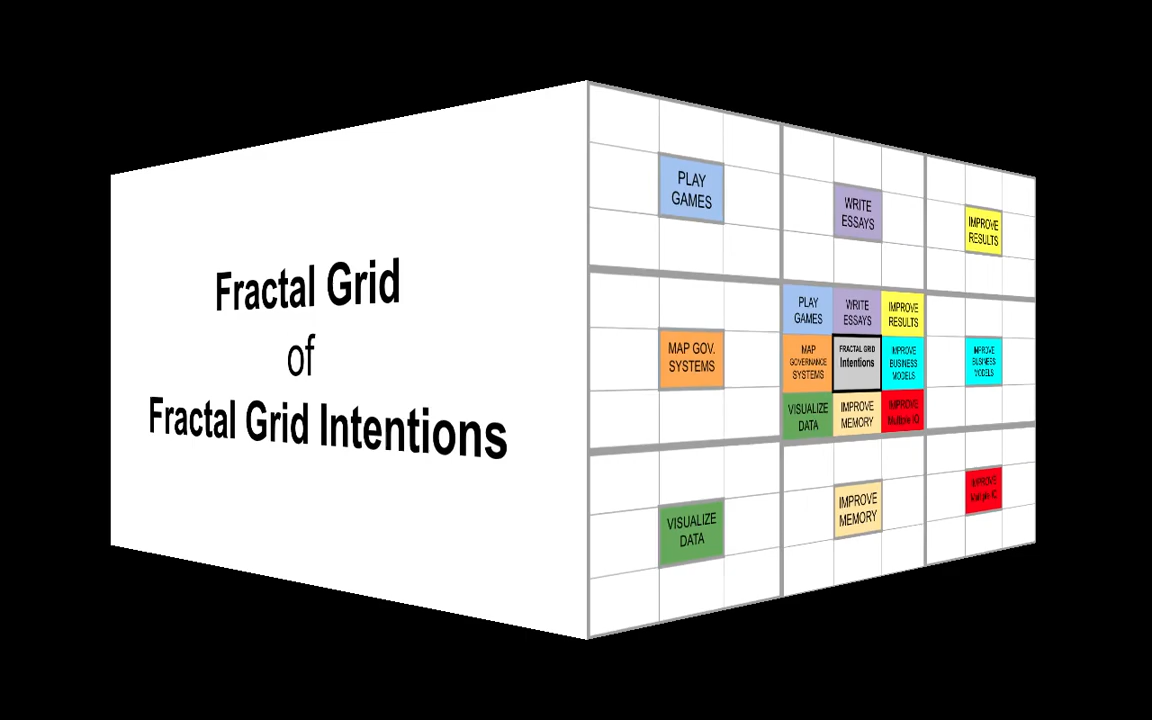 Fractal Grid
of
Fractal Grid Intentions
PLAY
GAMES
WRITE
ESSAYS
IMPROVE
RESULTS
PLAY
GAMES
WRITE
ESSAYS
IMPROVE
RESULTS
MAP GOV.
SYSTEMS
MAP
GOVERNANCE
SYSTEMS
FRACTAL GRID
Intentions
IMPROVE
BUSINESS
MODELS
IMPROVE
BUSINESS
MODELS
VISUALIZE
DATA
IMPROVE
MEMORY
IMPROVE
Multiple IQ
VISUALIZE
DATA
IMPROVE
MEMORY
IMPROVE
Multiple IQ